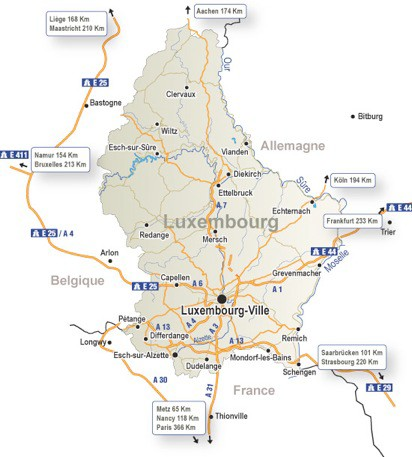 Liège 168 Km
Maastricht 210 Km
Aachen 174 Km
E 25
Bastogne
Clervaux
Our
Bitburg
Wiltz
E 411
Namur 154 Km
Bruxelles 213 Km
Esch-sur-Sûre
Vianden
Allemagne
Diekirch
Ettelbruck
Sûre
Köln 194 Km
A 7
Echternach
E 44
Frankfurt 233 Km
Trier
Luxembourg
Redange
Mersch
E 25 / A 4
Arlon
E 44
Moselle
Grevenmacher
Belgique
Capellen
E 25
A 6
A 1
Luxembourg-Ville
Pétange
A 13
A 4
A 3
Alzette
A 13
Remich
Longwy
Differdange
Esch-sur-Alzette
Dudelange
Mondorf-les-Bains
Schengen
Saarbrücken 101 Km
Strasbourg 220 Km
E 29
A 30
A 31
France
Metz 65 Km
Nancy 118 Km
Paris 366 Km
Thionville